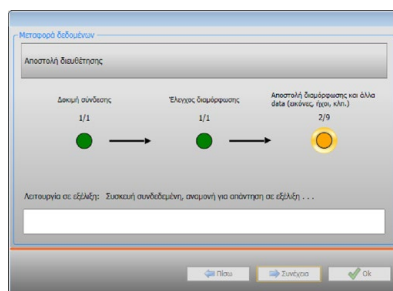 Μεταφορά δεδομένων
Αποστολή διευθέτησης
Δοκιμή σύνδεσης
Έλεγχος διαμόρφωσης
Αποστολή διαμόρφωσης και άλλα
data (εικόνες, ήχοι, κλπ.)
1/1
1/1
2/9
Λειτουργία σε εξέλιξη: Συσκευή συνδεδεμένη, αναμονή για απάντηση σε εξέλιξη . . .
Πίσω
Συνέχεια
Ok